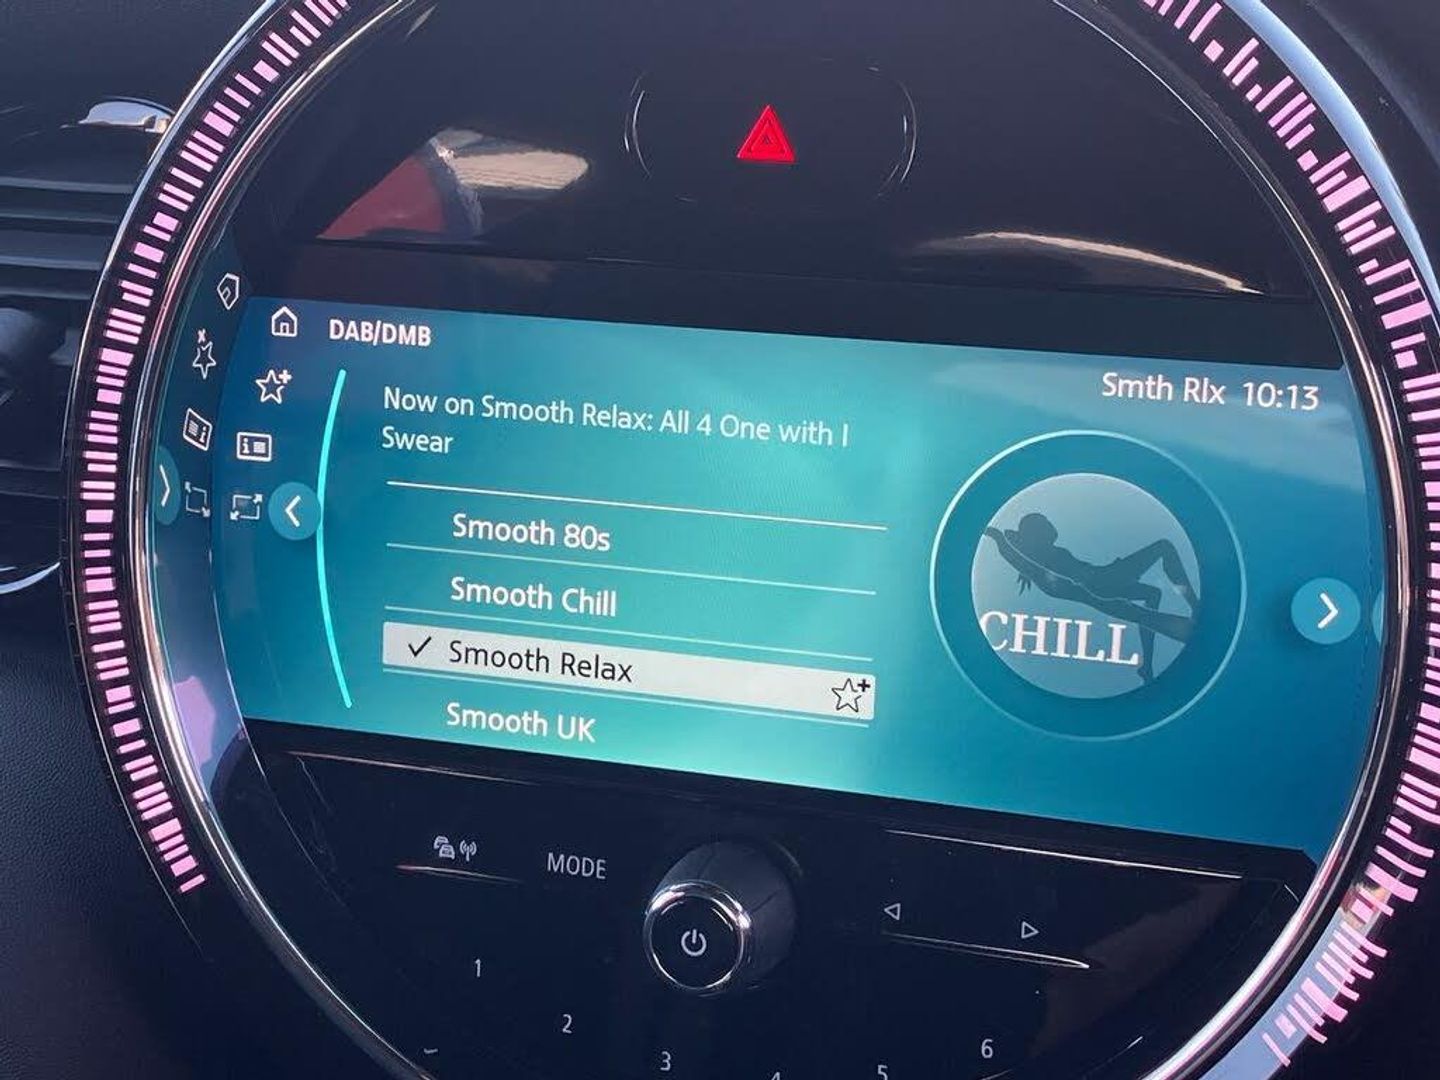 DAB/DMB
Smth Rlx 10:13
Now on Smooth Relax: All 4 One with I
Swear
Smooth 80s
Smooth Chill
Smooth Relax
Smooth UK
CHILL
MODE
1
2
3
4
5
6